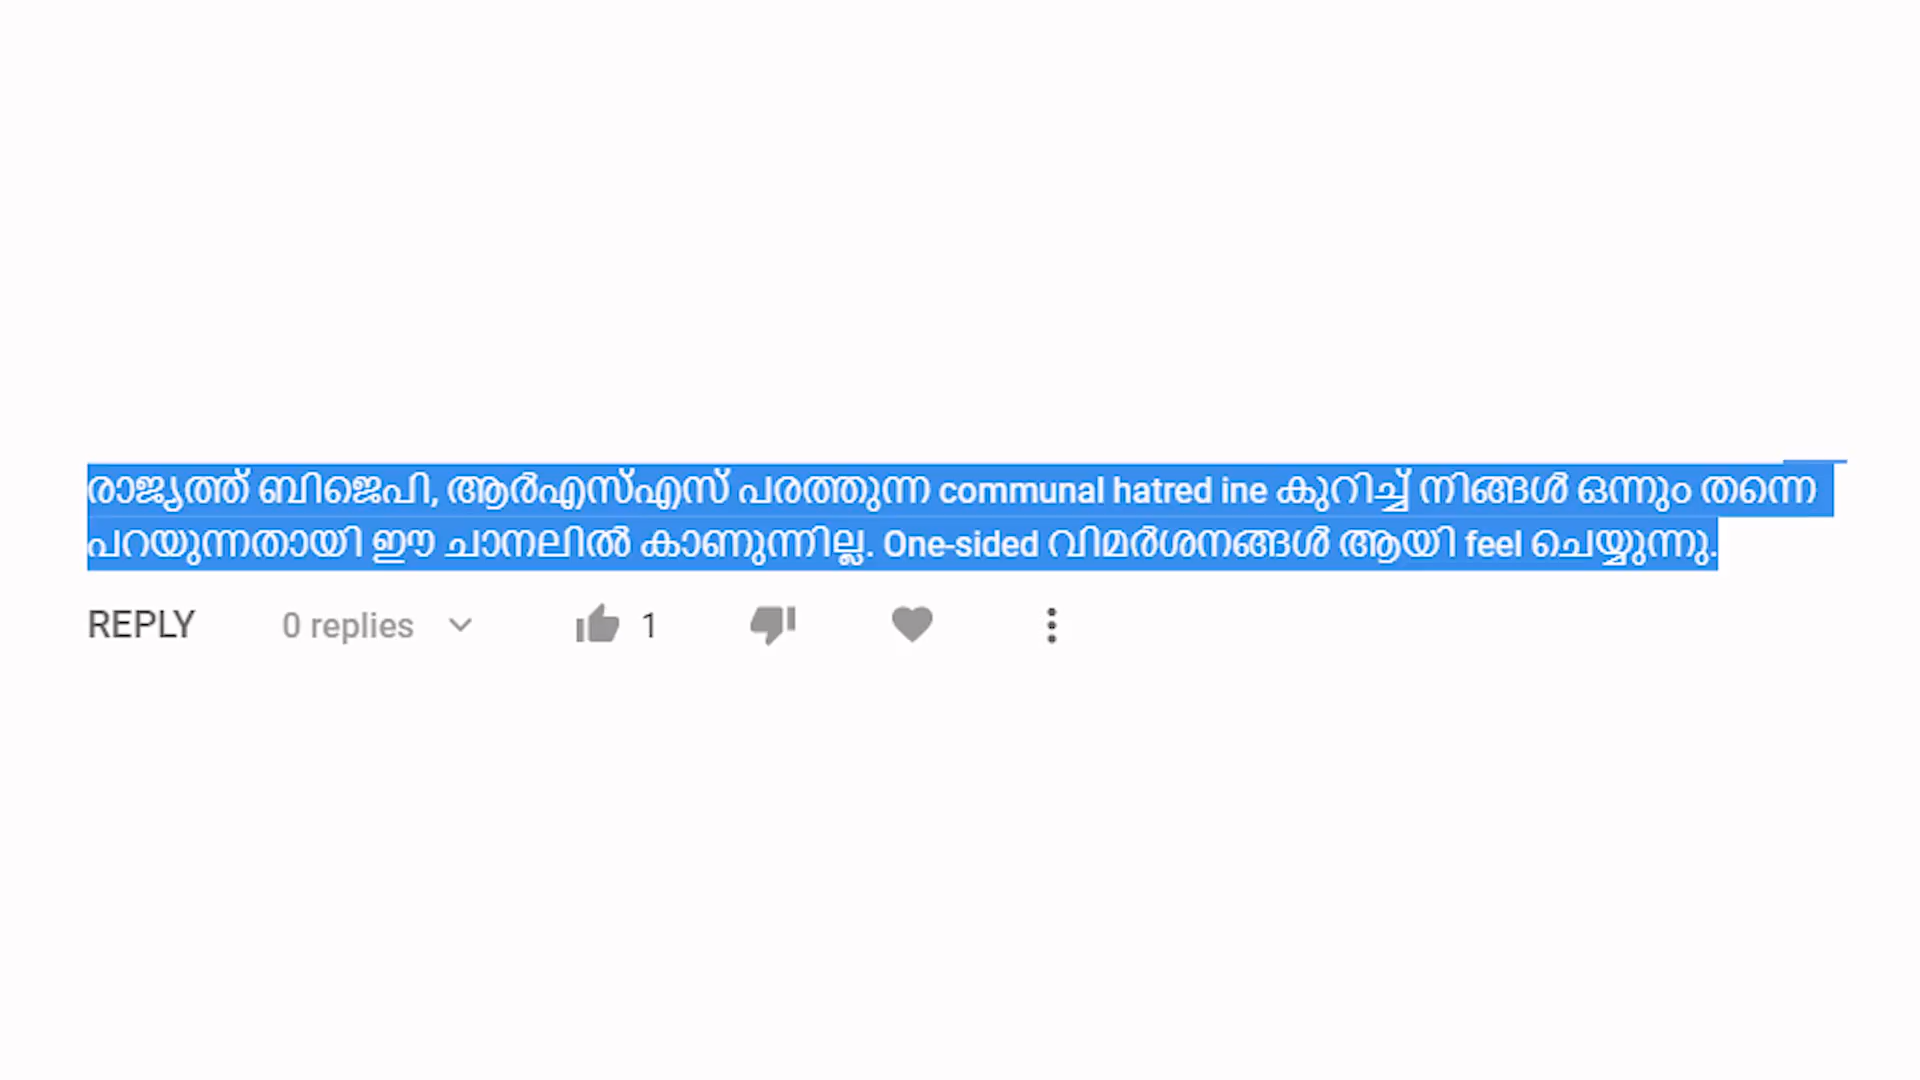 രാജ്യത്ത് ബിജെപി, ആർഎസ്എസ് പരത്തുന്ന communal hatred ine കുറിച്ച് നിങ്ങൾ ഒന്നും തന്നെ
പറയുന്നതായി ഈ ചാനലിൽ കാണുന്നില്ല. One-sided വിമർശനങ്ങൾ ആയി feel ചെയ്യുന്നു.
REPLY 0 replies 1